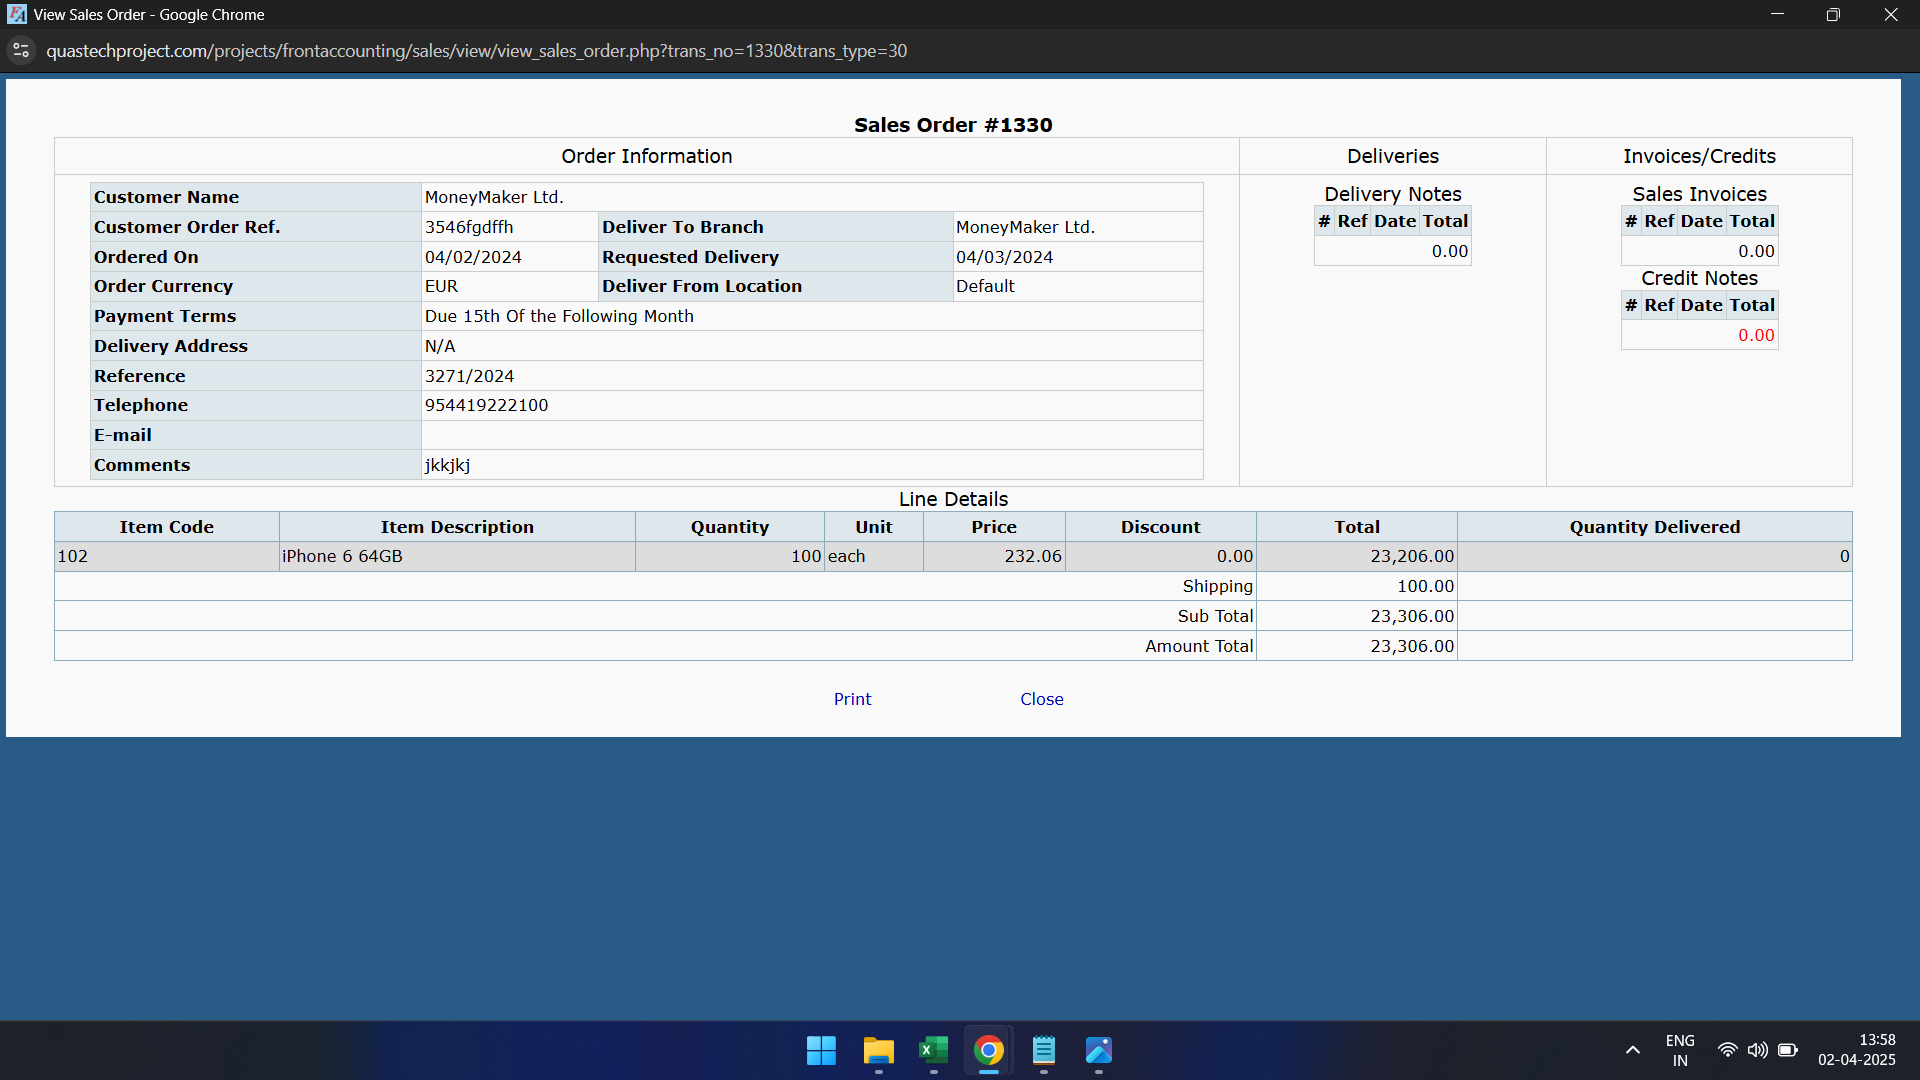 View Sales Order - Google Chrome
quastechproject.com/projects/frontaccounting/sales/view/view_sales_order.php?trans_no=1330&trans_type=30
Sales Order #1330
Order Information Deliveries Invoices/Credits
Customer Name MoneyMaker Ltd.
Customer Order Ref. 3546fgdffh Deliver To Branch MoneyMaker Ltd.
Ordered On 04/02/2024 Requested Delivery 04/03/2024
Order Currency EUR Deliver From Location Default
Payment Terms Due 15th Of the Following Month
Delivery Address N/A
Reference 3271/2024
Telephone 954419222100
E-mail
Comments jkkjkj
Delivery Notes
# Ref Date Total
0.00
Sales Invoices
# Ref Date Total
0.00
Credit Notes
# Ref Date Total
0.00
Line Details
Item Code Item Description Quantity Unit Price Discount Total Quantity Delivered
102 iPhone 6 64GB 100 each 232.06 0.00 23,206.00 0
Shipping 100.00
Sub Total 23,306.00
Amount Total 23,306.00
Print Close
ENG
IN
13:58
02-04-2025